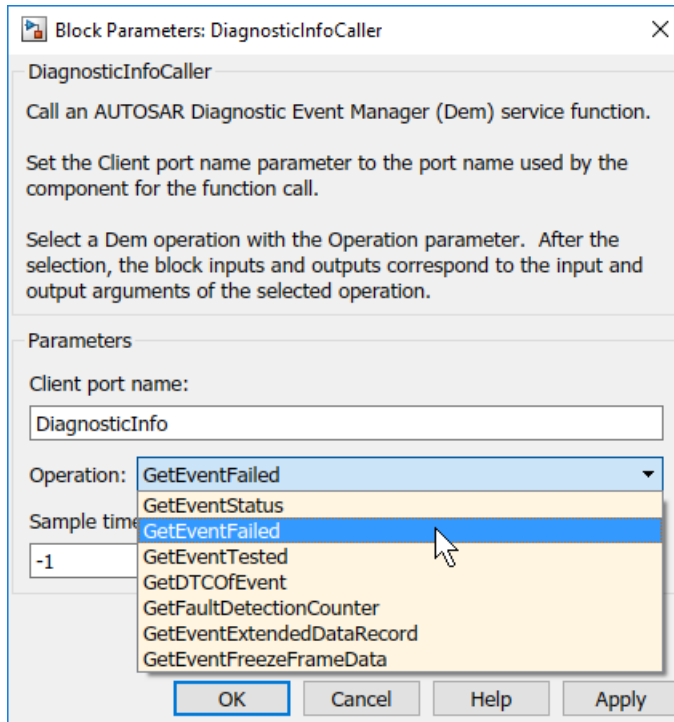 Block Parameters: DiagnosticInfoCaller
DiagnosticInfoCaller
Call an AUTOSAR Diagnostic Event Manager (Dem) service function.
Set the Client port name parameter to the port name used by the
component for the function call.
Select a Dem operation with the Operation parameter.  After the
selection, the block inputs and outputs correspond to the input and
output arguments of the selected operation.
Parameters
Client port name:
DiagnosticInfo
Operation: GetEventFailed
GetEventStatus
Sample time
GetEventFailed
-1
GetEventTested
GetDTCOfEvent
GetFaultDetectionCounter
GetEventExtendedDataRecord
GetEventFreezeFrameData
OK Cancel Help Apply